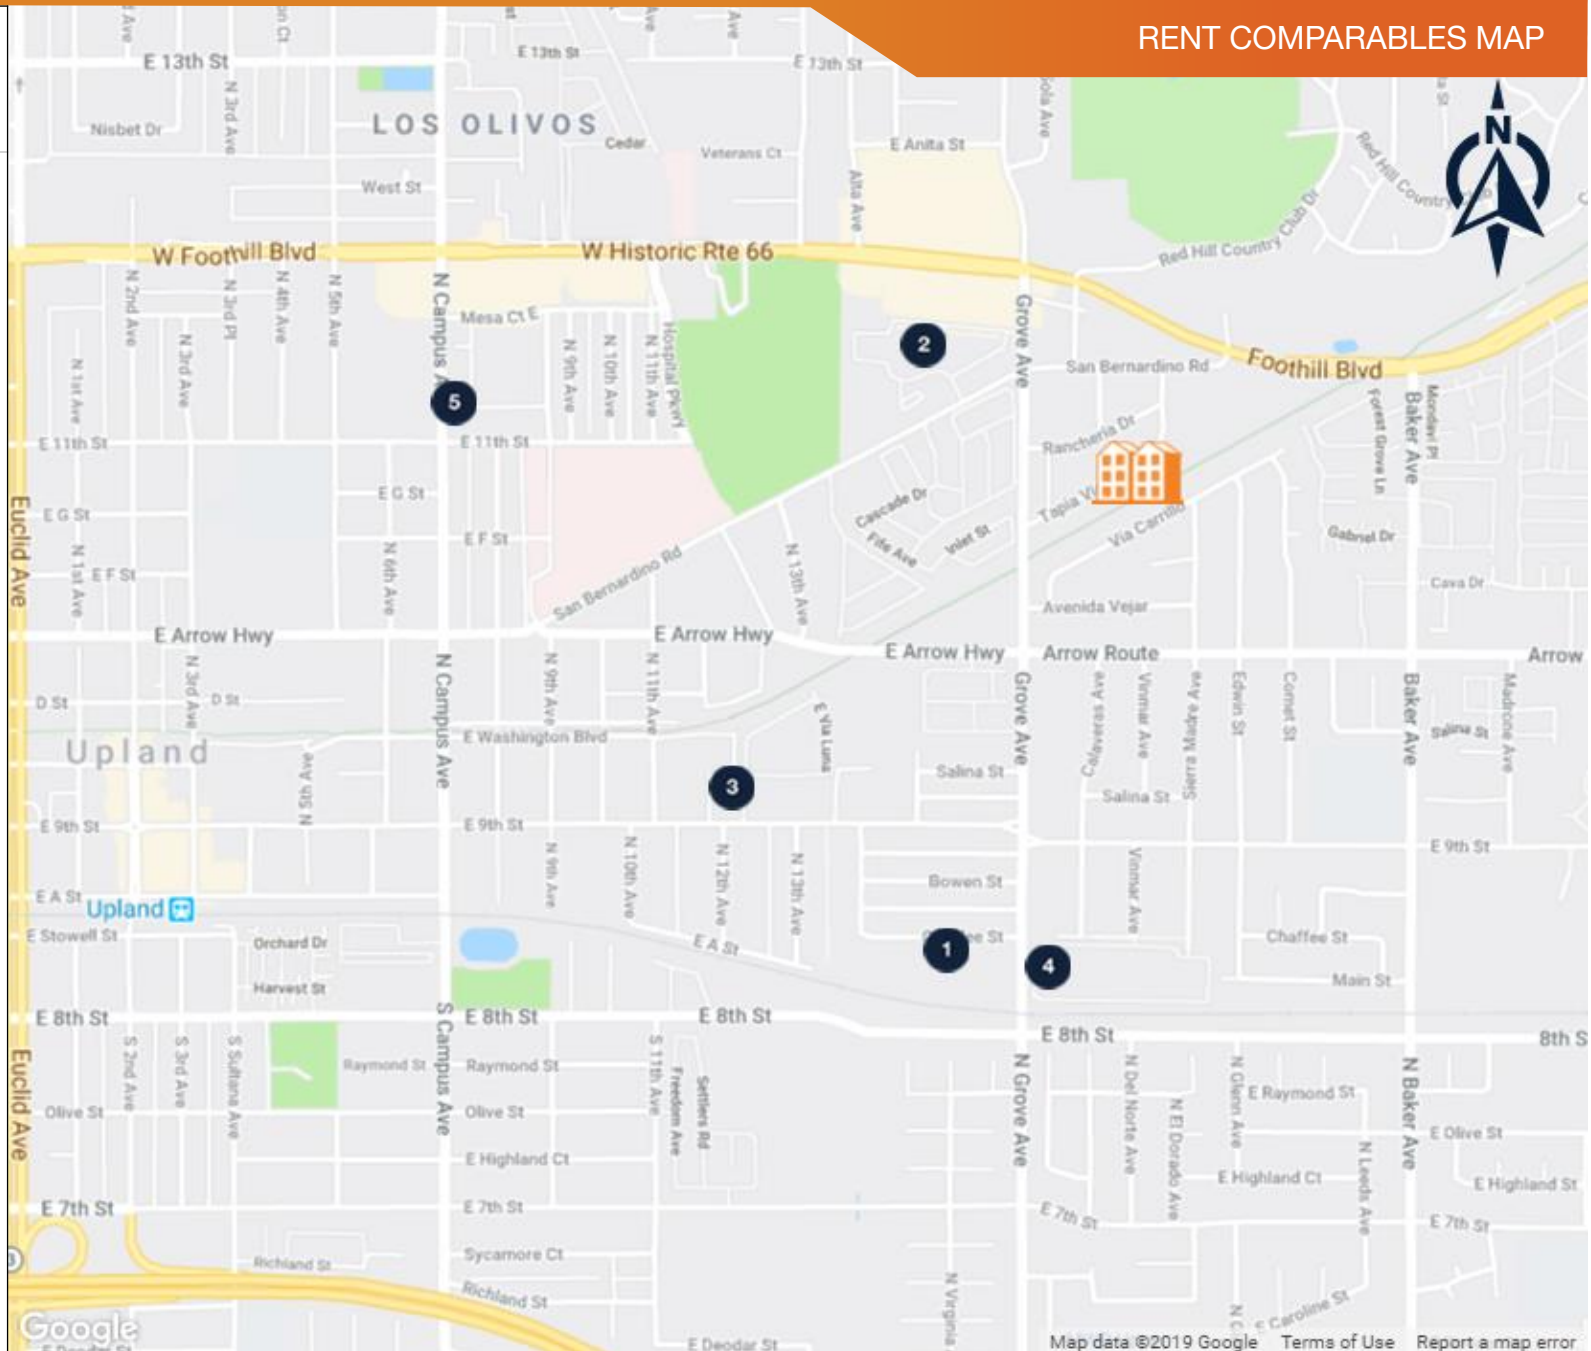 RENT COMPARABLES MAP
on Ct
Ave
Ave
E 13th St
E 13th St
E 13th St
N 3rd Ave
Nisbet Dr
LOS OLIVOS
Cedar
Veterans Ct
E Anita St
West St
Alta Ave
Red Hill Country Club Dr
N
W Foothill Blvd
W Historic Rte 66
N 2nd Ave
N 3rd Pl
N 4th Ave
N 5th Ave
N Campus
Mesa Ct E
Hospital Pkwy
Grove Ave
N 1st Ave
N 3rd Ave
N 9th Ave
N 10th Ave
N 11th Ave
2
San Bernardino Rd
Foothill Blvd
5
Forest Grove Ln
Baker Ave
Mondavi Pl
E 11th St
E 11th St
Rancheria Dr
E G St
E G St
Cascade Dr
Tapia Vi
Via Carrillo
Euclid Ave
N 1st Ave
N 6th Ave
E F St
E F St
San Bernardino Rd
N 13th Ave
Fife Ave
Inlet St
Gabriel Dr
Cava Dr
Avenida Vejar
E Arrow Hwy
E Arrow Hwy
E Arrow Hwy
Arrow Route
Arrow
N 3rd Ave
N Campus Ave
N 9th Ave
N 11th Ave
Grove Ave
Calaveras Ave
Vinmar Ave
Sierra Madre Ave
Edwin St
Comet St
Baker Ave
Madrone Ave
D St
D St
E Via Luna
E Washington Blvd
Salina St
Upland
N 5th Ave
3
Salina St
Salina St
E 9th St
E 9th St
E 9th St
N 9th Ave
N 10th Ave
N 12th Ave
N 13th Ave
Vinmar Ave
Bowen St
E A St
Upland
E Stowell St
Orchard Dr
E A St
1
ee St
4
Chaffee St
Main St
Harvest St
E 8th St
E 8th St
E 8th St
E 8th St
8th S
S Campus Ave
Euclid Ave
S 2nd Ave
S 3rd Ave
S Sultana Ave
Raymond St
Raymond St
S 11th Ave
Freedom Ave
Settlers Rd
N Grove Ave
N Del Norte Ave
N El Dorado Ave
N Glenn Ave
E Raymond St
N Baker Ave
Olive St
Olive St
E Olive St
E Highland Ct
N Leeds Ave
E Highland Ct
E Highland St
E 7th St
E 7th St
E 7th St
E 7th St
Richland St
Sycamore Ct
Richland St
N Virginia
E Caroline St
Google
E Deodar St
Map data ©2019 Google Terms of Use Report a map error